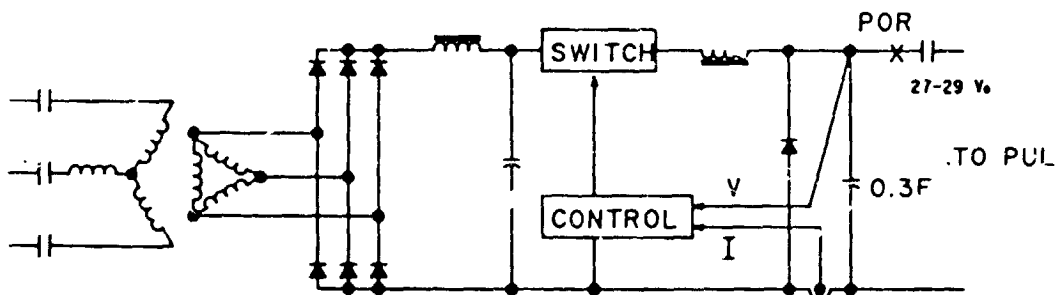 POR
SWITCH
27-29 V.
.TO PUL
V
0.3F
CONTROL
I